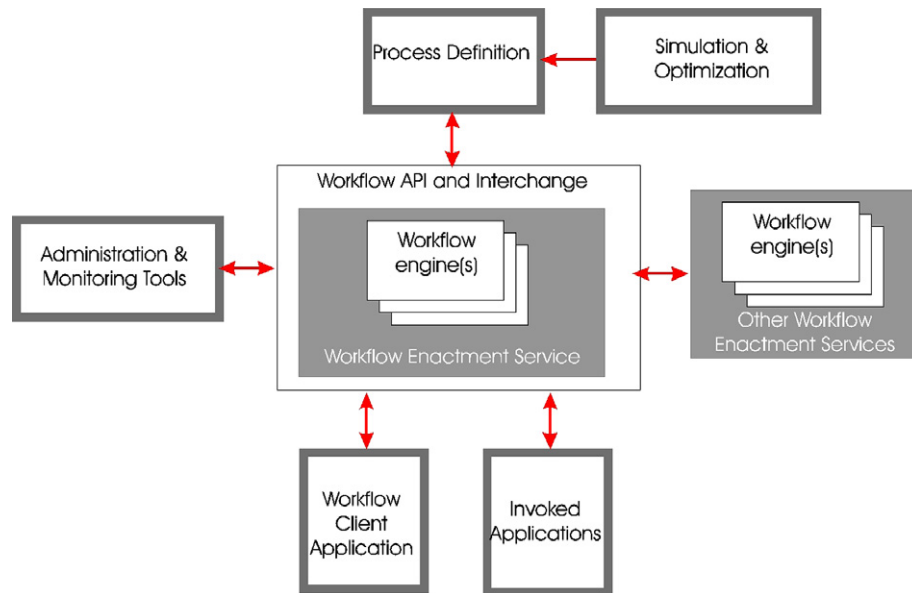 Process Definition
Simulation &
Optimization
Workflow API and Interchange
Workflow
engine(s)
Workflow Enactment Service
Administration &
Monitoring Tools
Workflow
engine(s)
Other Workflow
Enactment Services
Workflow
Client
Application
Invoked
Applications